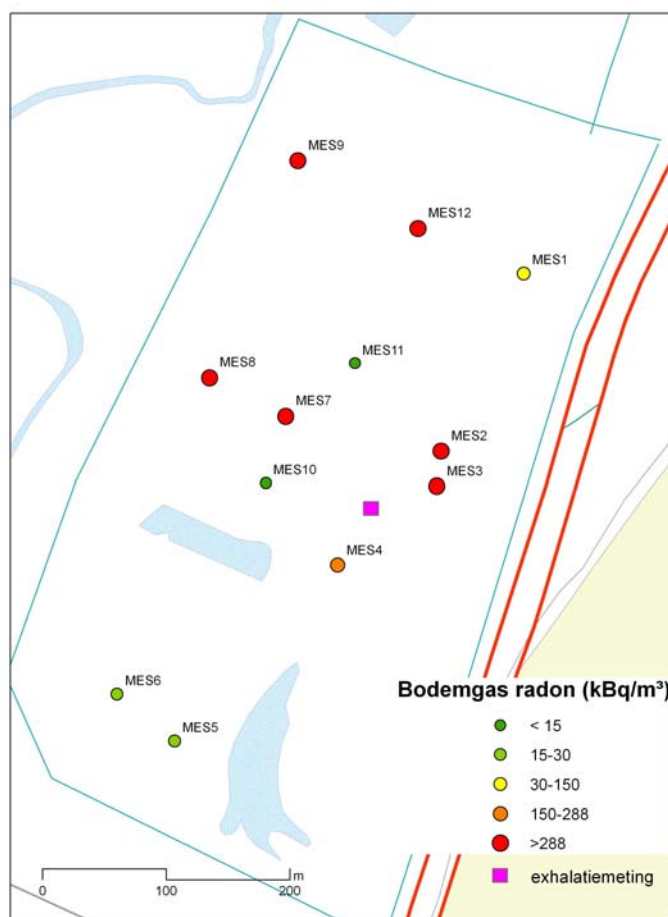 MES9
MES12
MES1
MES11
MES8
MES7
MES2
MES10
MES3
MES4
MES6
MES5
Bodemgas radon (kBq/m³)
< 15
15-30
30-150
150-288
>288
exhalatiemeting
m
0 100 200